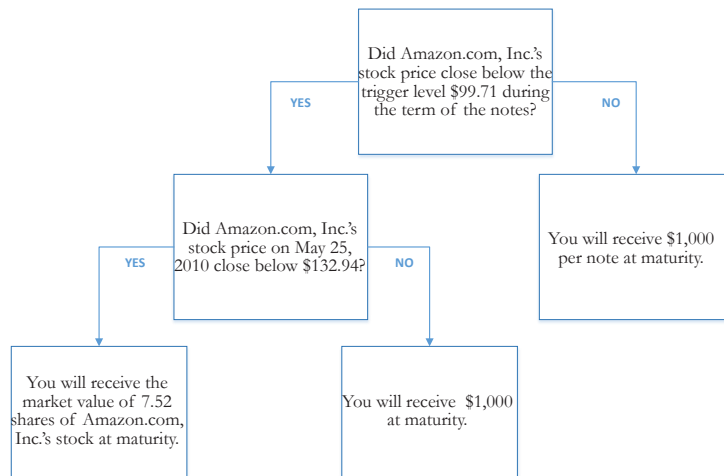 Did Amazon.com, Inc.'s
stock price close below the
trigger level $99.71 during
the term of the notes?
YES
NO
Did Amazon.com, Inc.'s
stock price on May 25,
2010 close below $132.94?
You will receive $1,000
per note at maturity.
YES
NO
You will receive the
market value of 7.52
shares of Amazon.com,
Inc.'s stock at maturity.
You will receive $1,000
at maturity.